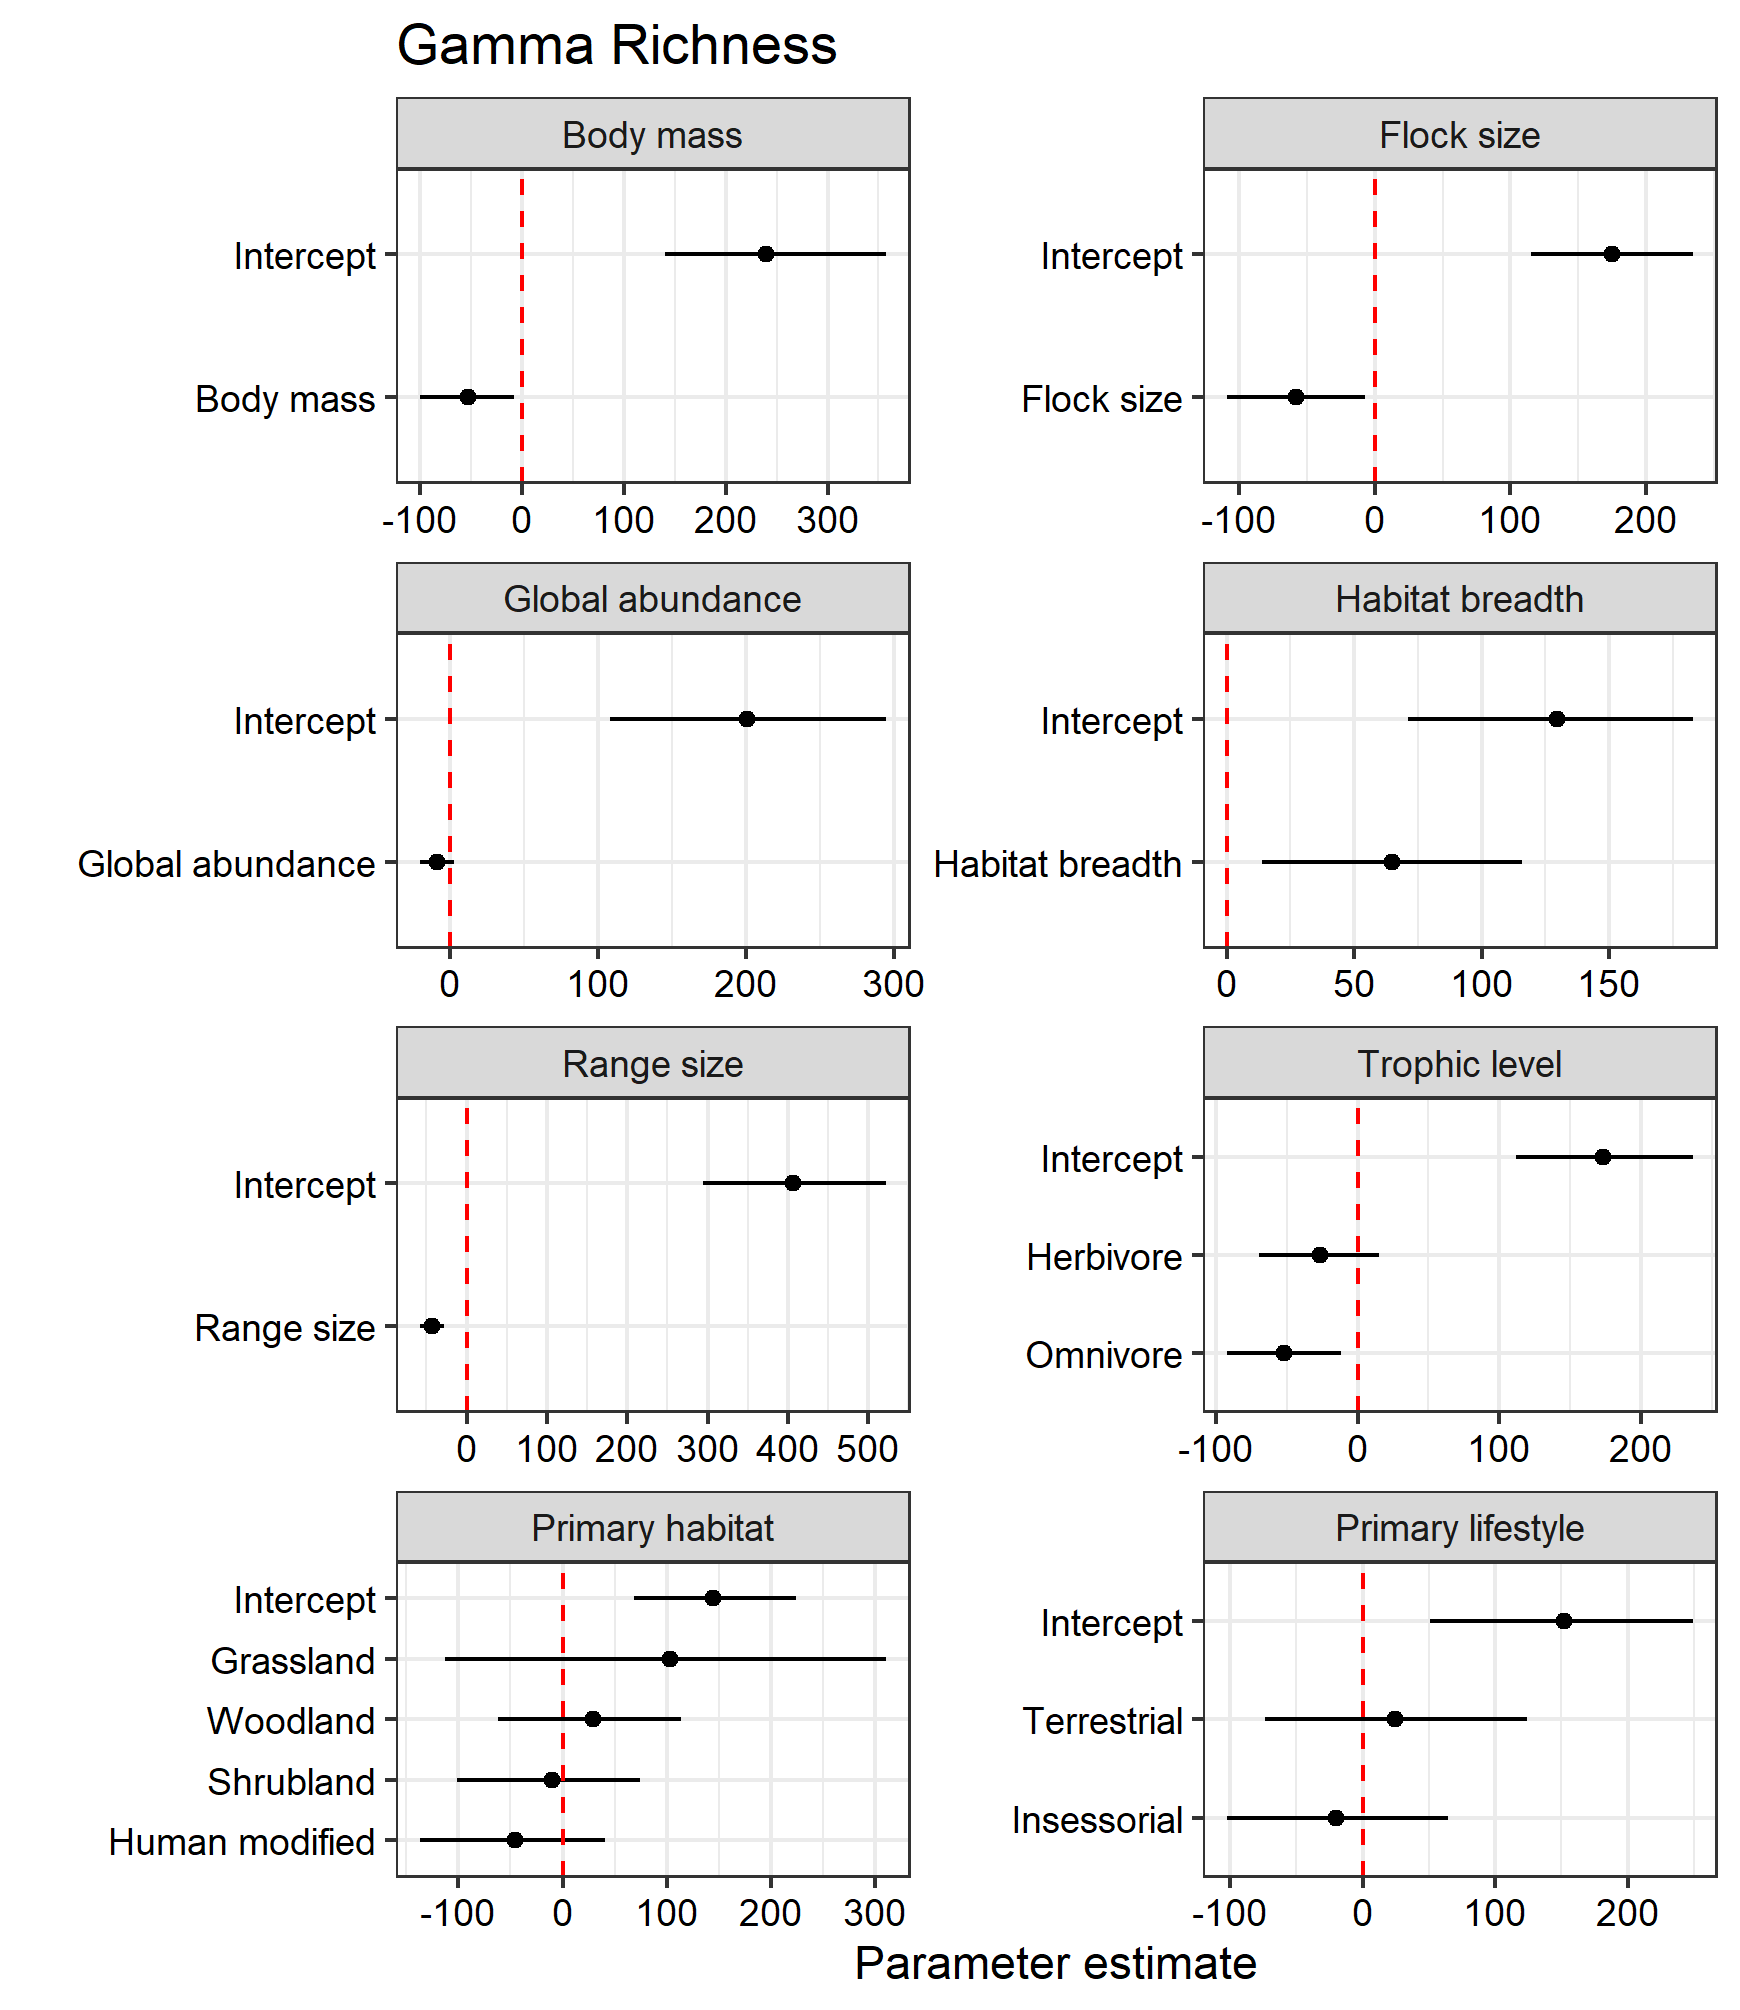 Gamma Richness
Body mass
Intercept
Body mass
-100 0 100 200 300
Flock size
Intercept
Flock size
-100 0 100 200
Global abundance
Intercept
Global abundance
0 100 200 300
Habitat breadth
Intercept
Habitat breadth
0 50 100 150
Range size
Intercept
Range size
0 100 200 300 400 500
Trophic level
Intercept
Herbivore
Omnivore
-100 0 100 200
Primary habitat
Intercept
Grassland
Woodland
Shrubland
Human modified
-100 0 100 200 300
Primary lifestyle
Intercept
Terrestrial
Insessorial
-100 0 100 200
Parameter estimate